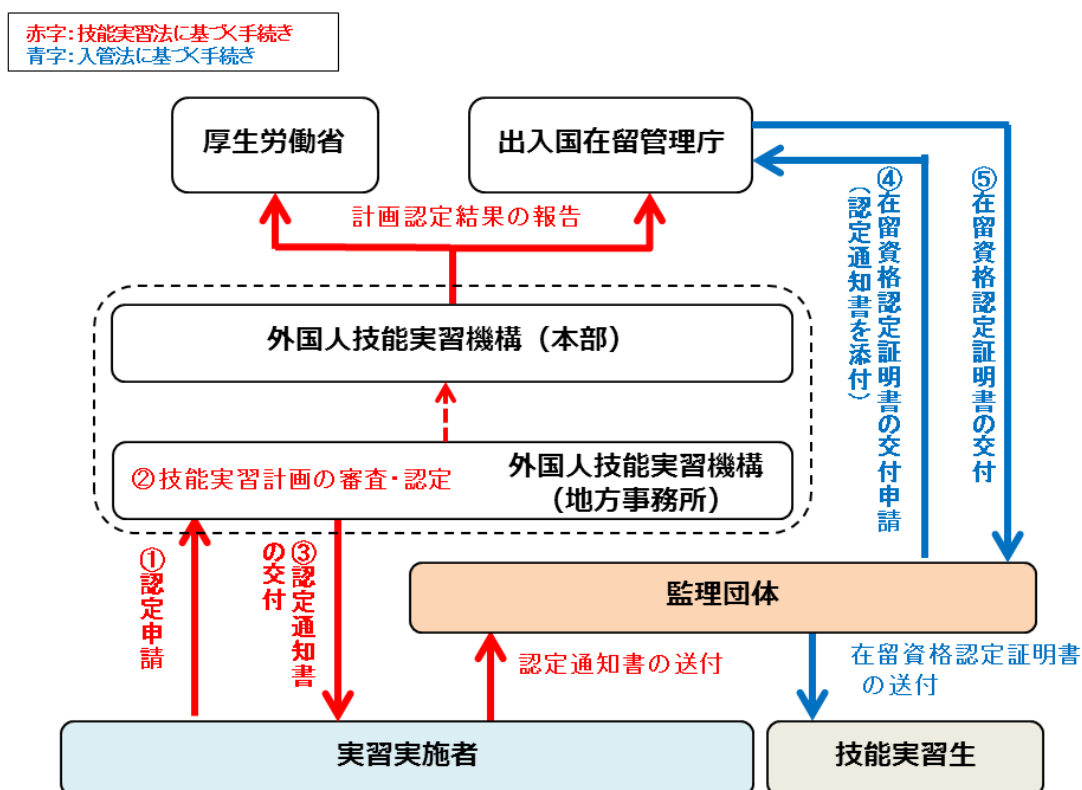 赤字：技能実習法に基づく手続き
青字：入管法に基づく手続き
厚生労働省
出入国在留管理庁
計画認定結果の報告
④在留資格認定証明書の交付申請
（認定通知書を添付）
⑤在留資格認定証明書の交付
外国人技能実習機構（本部）
②技能実習計画の審査・認定
外国人技能実習機構
（地方事務所）
①認定申請
③認定通知書
の交付
監理団体
認定通知書の送付
在留資格認定証明書
の送付
実習実施者
技能実習生